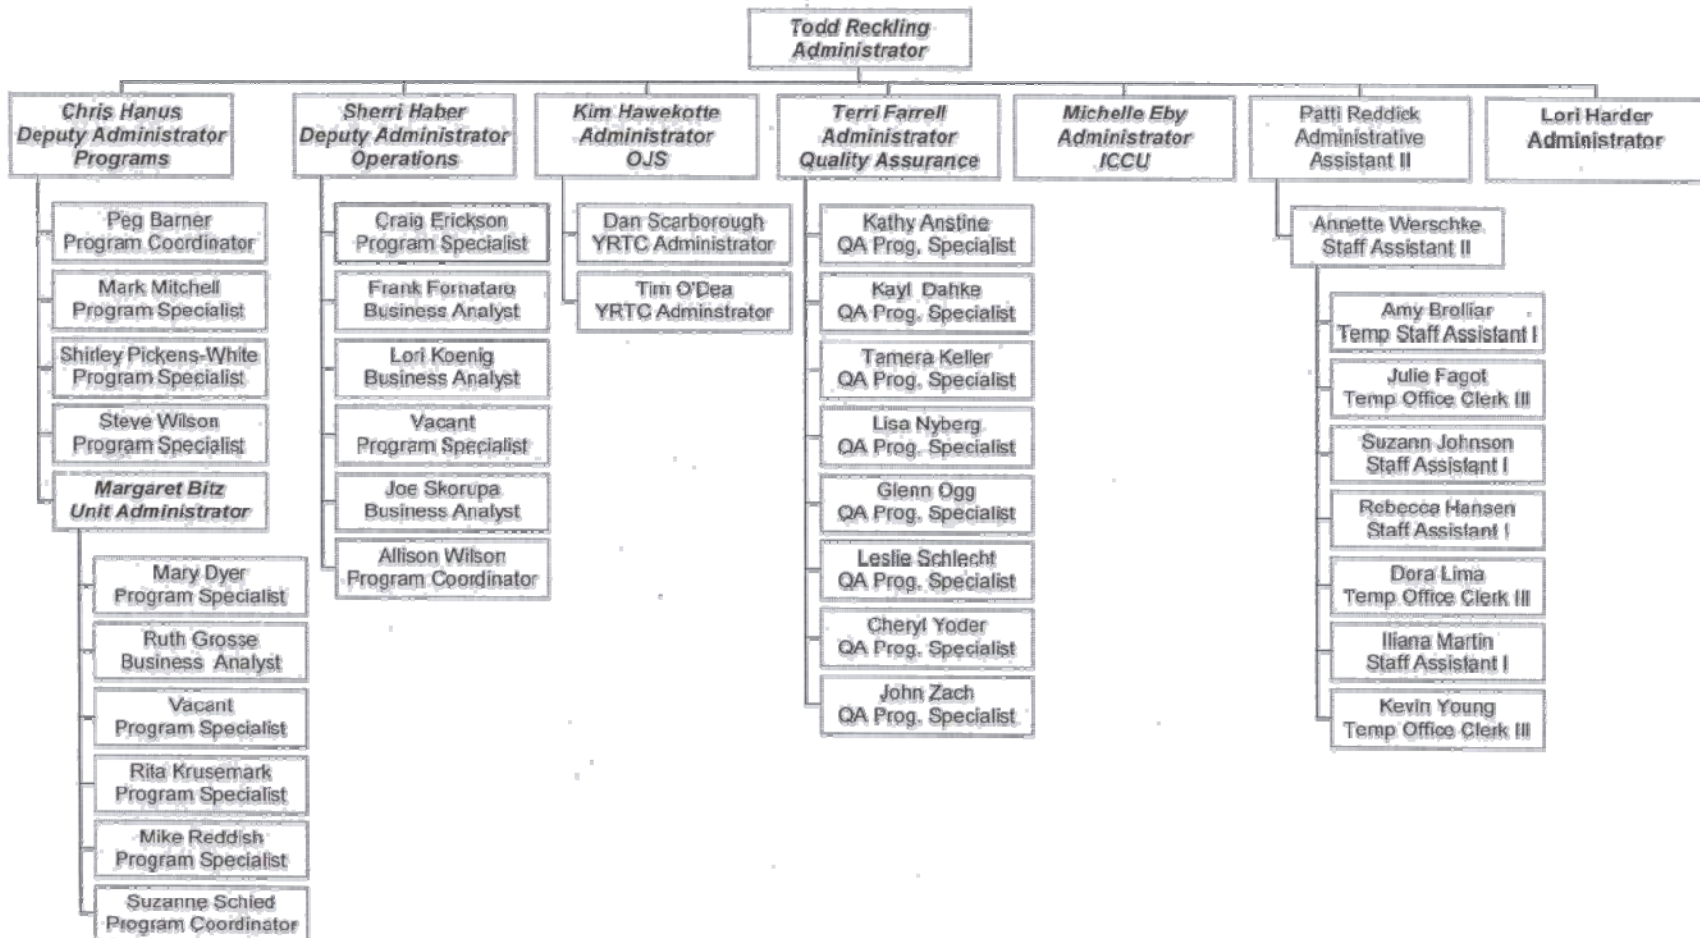 Todd Reckling
Administrator
Chris Hanus
Deputy Administrator
Programs
Peg Barner
Program Coordinator
Mark Mitchell
Program Specialist
Shirley Pickens-White
Program Specialist
Steve Wilson
Program Specialist
Margaret Bitz
Unit Administrator
Mary Dyer
Program Specialist
Ruth Grosse
Business Analyst
Vacant
Program Specialist
Rita Krusemark
Program Specialist
Mike Reddish
Program Specialist
Suzanne Schied
Program Coordinator
Sherri Haber
Deputy Administrator
Operations
Craig Erickson
Program Specialist
Frank Fornataro
Business Analyst
Lori Koenig
Business Analyst
Vacant
Program Specialist
Joe Skorupa
Business Analyst
Allison Wilson
Program Coordinator
Kim Hawekotte
Administrator
OJS
Dan Scarborough
YRTC Administrator
Tim O'Dea
YRTC Adminstrator
Terri Farrell
Administrator
Quality Assurance
Kathy Anstine
QA Prog. Specialist
Kayl Dahke
QA Prog. Specialist
Tamera Keller
QA Prog. Specialist
Lisa Nyberg
QA Prog. Specialist
Glenn Ogg
QA Prog. Specialist
Leslie Schlecht
QA Prog. Specialist
Cheryl Yoder
QA Prog. Specialist
John Zach
QA Prog. Specialist
Michelle Eby
Administrator
ICCU
Patti Reddick
Administrative
Assistant II
Annette Werschke
Staff Assistant II
Amy Brolliar
Temp Staff Assistant I
Julie Fagot
Temp Office Clerk III
Suzann Johnson
Staff Assistant I
Rebecca Hansen
Staff Assistant I
Dora Lima
Temp Office Clerk III
Iliana Martin
Staff Assistant I
Kevin Young
Temp Office Clerk III
Lori Harder
Administrator